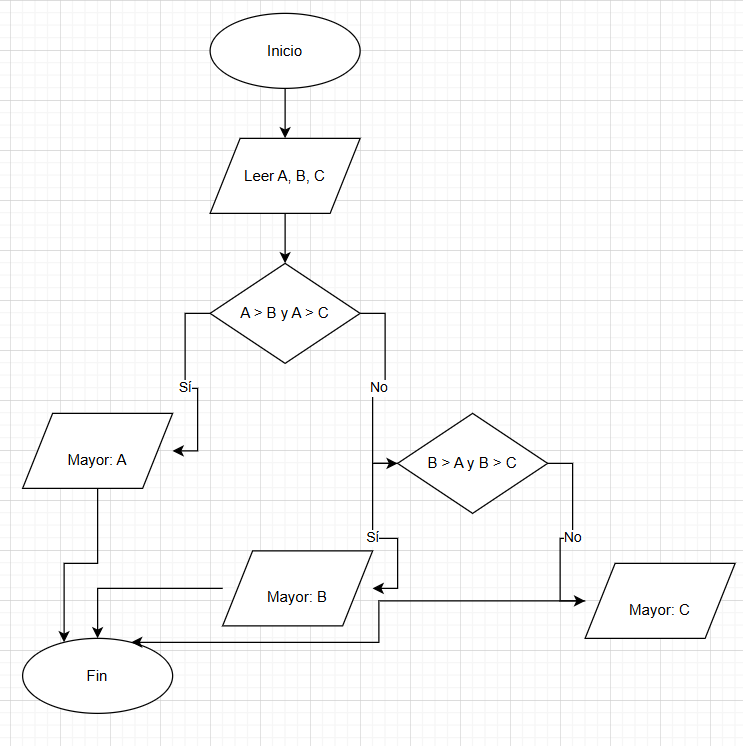 Inicio
Leer A, B, C
A > B y A > C
Sí
No
Mayor: A
B > A y B > C
Sí
No
Mayor: B
Mayor: C
Fin